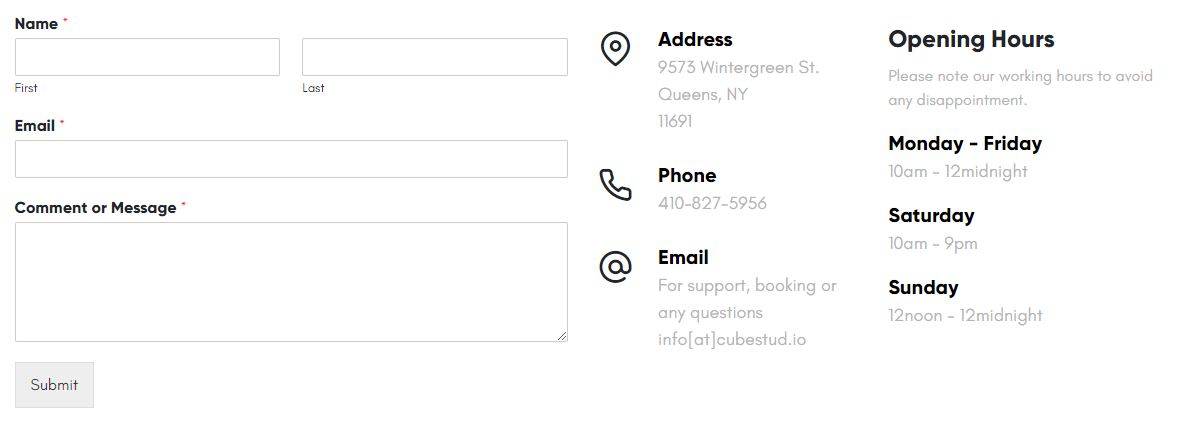 Name *
First
Last
Email *
Comment or Message *
Submit
Address
9573 Wintergreen St.
Queens, NY
11691
Phone
410-827-5956
Email
For support, booking or
any questions
info[at]cubestud.io
Opening Hours
Please note our working hours to avoid
any disappointment.
Monday - Friday
10am - 12midnight
Saturday
10am - 9pm
Sunday
12noon - 12midnight